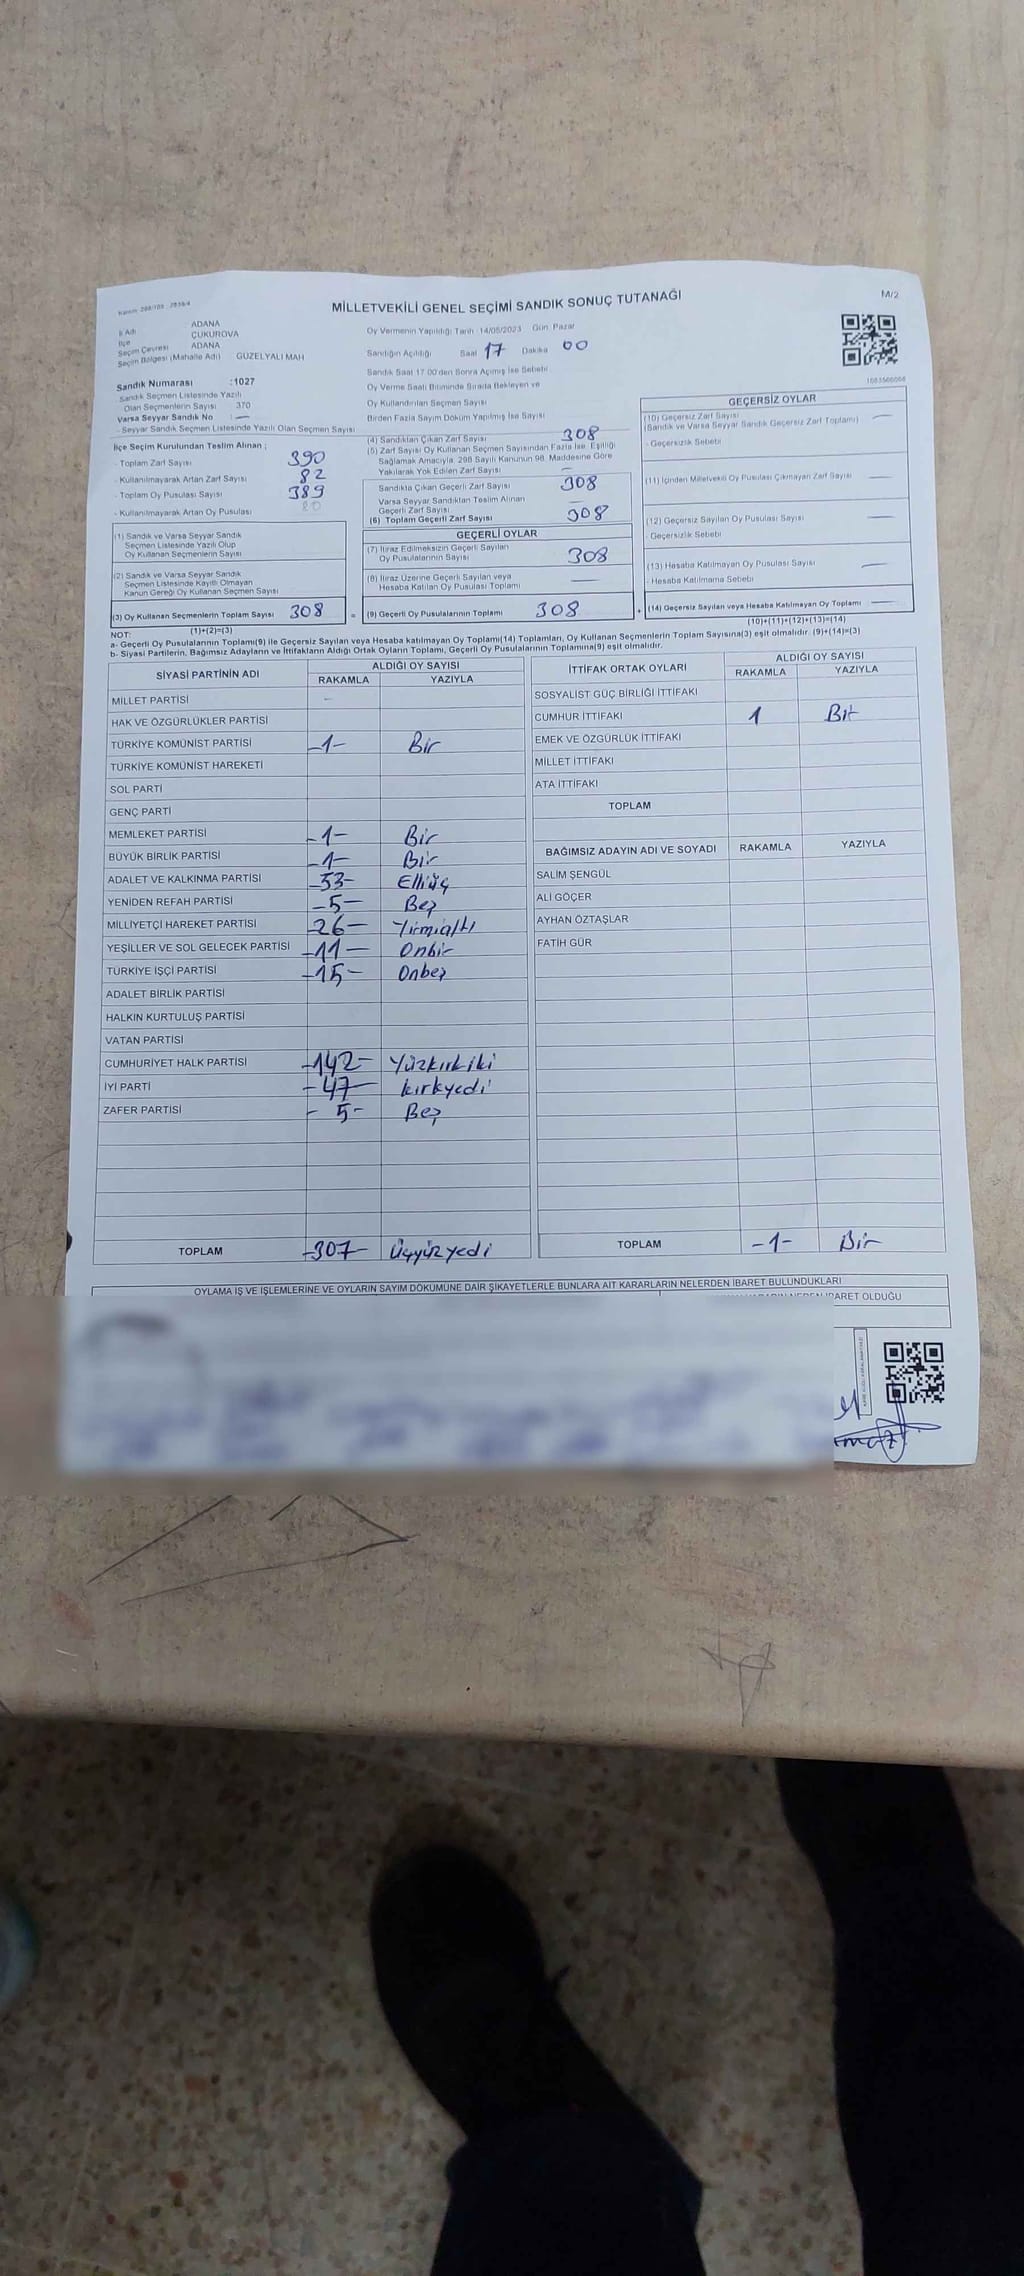 MİLLETVEKİLİ GENEL SEÇİMİ SANDIK SONUÇ TUTANAĞI
M/2
İl Adı : ADANA
İlçe : ÇUKUROVA
Seçim Çevresi : ADANA
Seçim Bölgesi (Mahalle Adı) GÜZELYALI MAH
Sandık Numarası :1027
Sandık Seçmen Listesinde Yazılı
Olan Seçmenlerin Sayısı 370
Varsa Seyyar Sandık No : —
- Seyyar Sandık Seçmen Listesinde Yazılı Olan Seçmen Sayısı
Oy Vermenin Yapıldığı Tarih :14/05/2023 Gün: Pazar
Sandığın Açıldığı Saat 17 Dakika 00
Sandık Saat 17.00'den Sonra Açılmış İse Sebebi
Oy Verme Saati Bitiminde Sırada Bekleyen ve
Oy Kullandırılan Seçmen Sayısı
Birden Fazla Sayım Döküm Yapılmış İse Sayısı
İlçe Seçim Kurulundan Teslim Alınan ;
- Toplam Zarf Sayısı 390
- Kullanılmayarak Artan Zarf Sayısı 82
- Toplam Oy Pusulası Sayısı 389
- Kullanılmayarak Artan Oy Pusulası 80
(1) Sandık ve Varsa Seyyar Sandık
Seçmen Listesinde Yazılı Olup
Oy Kullanan Seçmenlerin Sayısı
(2) Sandık ve Varsa Seyyar Sandık
Seçmen Listesinde Kayıtlı Olmayan
Kanun Gereği Oy Kullanan Seçmen Sayısı
(3) Oy Kullanan Seçmenlerin Toplam Sayısı 308
(1)+(2)=(3)
(4) Sandıktan Çıkan Zarf Sayısı 308
(5) Zarf Sayısı Oy Kullanan Seçmen Sayısından Fazla İse, Eşitliği
Sağlamak Amacıyla, 298 Sayılı Kanunun 98. Maddesine Göre
Yakılarak Yok Edilen Zarf Sayısı —
Sandıkta Çıkan Geçerli Zarf Sayısı 308
Varsa Seyyar Sandıktan Teslim Alınan
Geçerli Zarf Sayısı —
(6) Toplam Geçerli Zarf Sayısı 308
GEÇERLİ OYLAR
(7) İtiraz Edilmeksizin Geçerli Sayılan
Oy Pusulalarının Sayısı 308
(8) İtiraz Üzerine Geçerli Sayılan veya
Hesaba Katılan Oy Pusulası Toplamı —
= (9) Geçerli Oy Pusulalarının Toplamı 308 +
GEÇERSİZ OYLAR
(10) Geçersiz Zarf Sayısı —
(Sandık ve Varsa Seyyar Sandık Geçersiz Zarf Toplamı)
- Geçersizlik Sebebi
(11) İçinden Milletvekili Oy Pusulası Çıkmayan Zarf Sayısı —
(12) Geçersiz Sayılan Oy Pusulası Sayısı —
- Geçersizlik Sebebi
(13) Hesaba Katılmayan Oy Pusulası Sayısı —
- Hesaba Katılmama Sebebi
(14) Geçersiz Sayılan veya Hesaba Katılmayan Oy Toplamı —
(10)+(11)+(12)+(13)=(14)
NOT:
a- Geçerli Oy Pusulalarının Toplamı(9) ile Geçersiz Sayılan veya Hesaba katılmayan Oy Toplamı(14) Toplamları, Oy Kullanan Seçmenlerin Toplam Sayısına(3) eşit olmalıdır. (9)+(14)=(3)
b- Siyasi Partilerin, Bağımsız Adayların ve İttifakların Aldığı Ortak Oyların Toplamı, Geçerli Oy Pusulalarının Toplamına(9) eşit olmalıdır.
SİYASİ PARTİNİN ADI ALDIĞI OY SAYISI
RAKAMLA YAZIYLA
MİLLET PARTİSİ –
HAK VE ÖZGÜRLÜKLER PARTİSİ
TÜRKİYE KOMÜNİST PARTİSİ -1- Bir
TÜRKİYE KOMÜNİST HAREKETİ
SOL PARTİ
GENÇ PARTİ
MEMLEKET PARTİSİ -1- Bir
BÜYÜK BİRLİK PARTİSİ -1- Bir
ADALET VE KALKINMA PARTİSİ -53- Elliüç
YENİDEN REFAH PARTİSİ -5- Beş
MİLLİYETÇİ HAREKET PARTİSİ -26- Yirmialtı
YEŞİLLER VE SOL GELECEK PARTİSİ -11- Onbir
TÜRKİYE İŞÇİ PARTİSİ -15- Onbeş
ADALET BİRLİK PARTİSİ
HALKIN KURTULUŞ PARTİSİ
VATAN PARTİSİ
CUMHURİYET HALK PARTİSİ -142- Yüzkırkiki
İYİ PARTİ -47- kırkyedi
ZAFER PARTİSİ -5- Beş
TOPLAM -307- Üçyüzyedi
İTTİFAK ORTAK OYLARI ALDIĞI OY SAYISI
RAKAMLA YAZIYLA
SOSYALİST GÜÇ BİRLİĞİ İTTİFAKI
CUMHUR İTTİFAKI 1 Bir
EMEK VE ÖZGÜRLÜK İTTİFAKI
MİLLET İTTİFAKI
ATA İTTİFAKI
TOPLAM
BAĞIMSIZ ADAYIN ADI VE SOYADI RAKAMLA YAZIYLA
SALİM ŞENGÜL
ALİ GÖÇER
AYHAN ÖZTAŞLAR
FATİH GÜR
TOPLAM -1- Bir
OYLAMA İŞ VE İŞLEMLERİNE VE OYLARIN SAYIM DÖKÜMÜNE DAİR ŞİKAYETLERLE BUNLARA AİT KARARLARIN NELERDEN İBARET BULUNDUKLARI
İBARET OLDUĞU